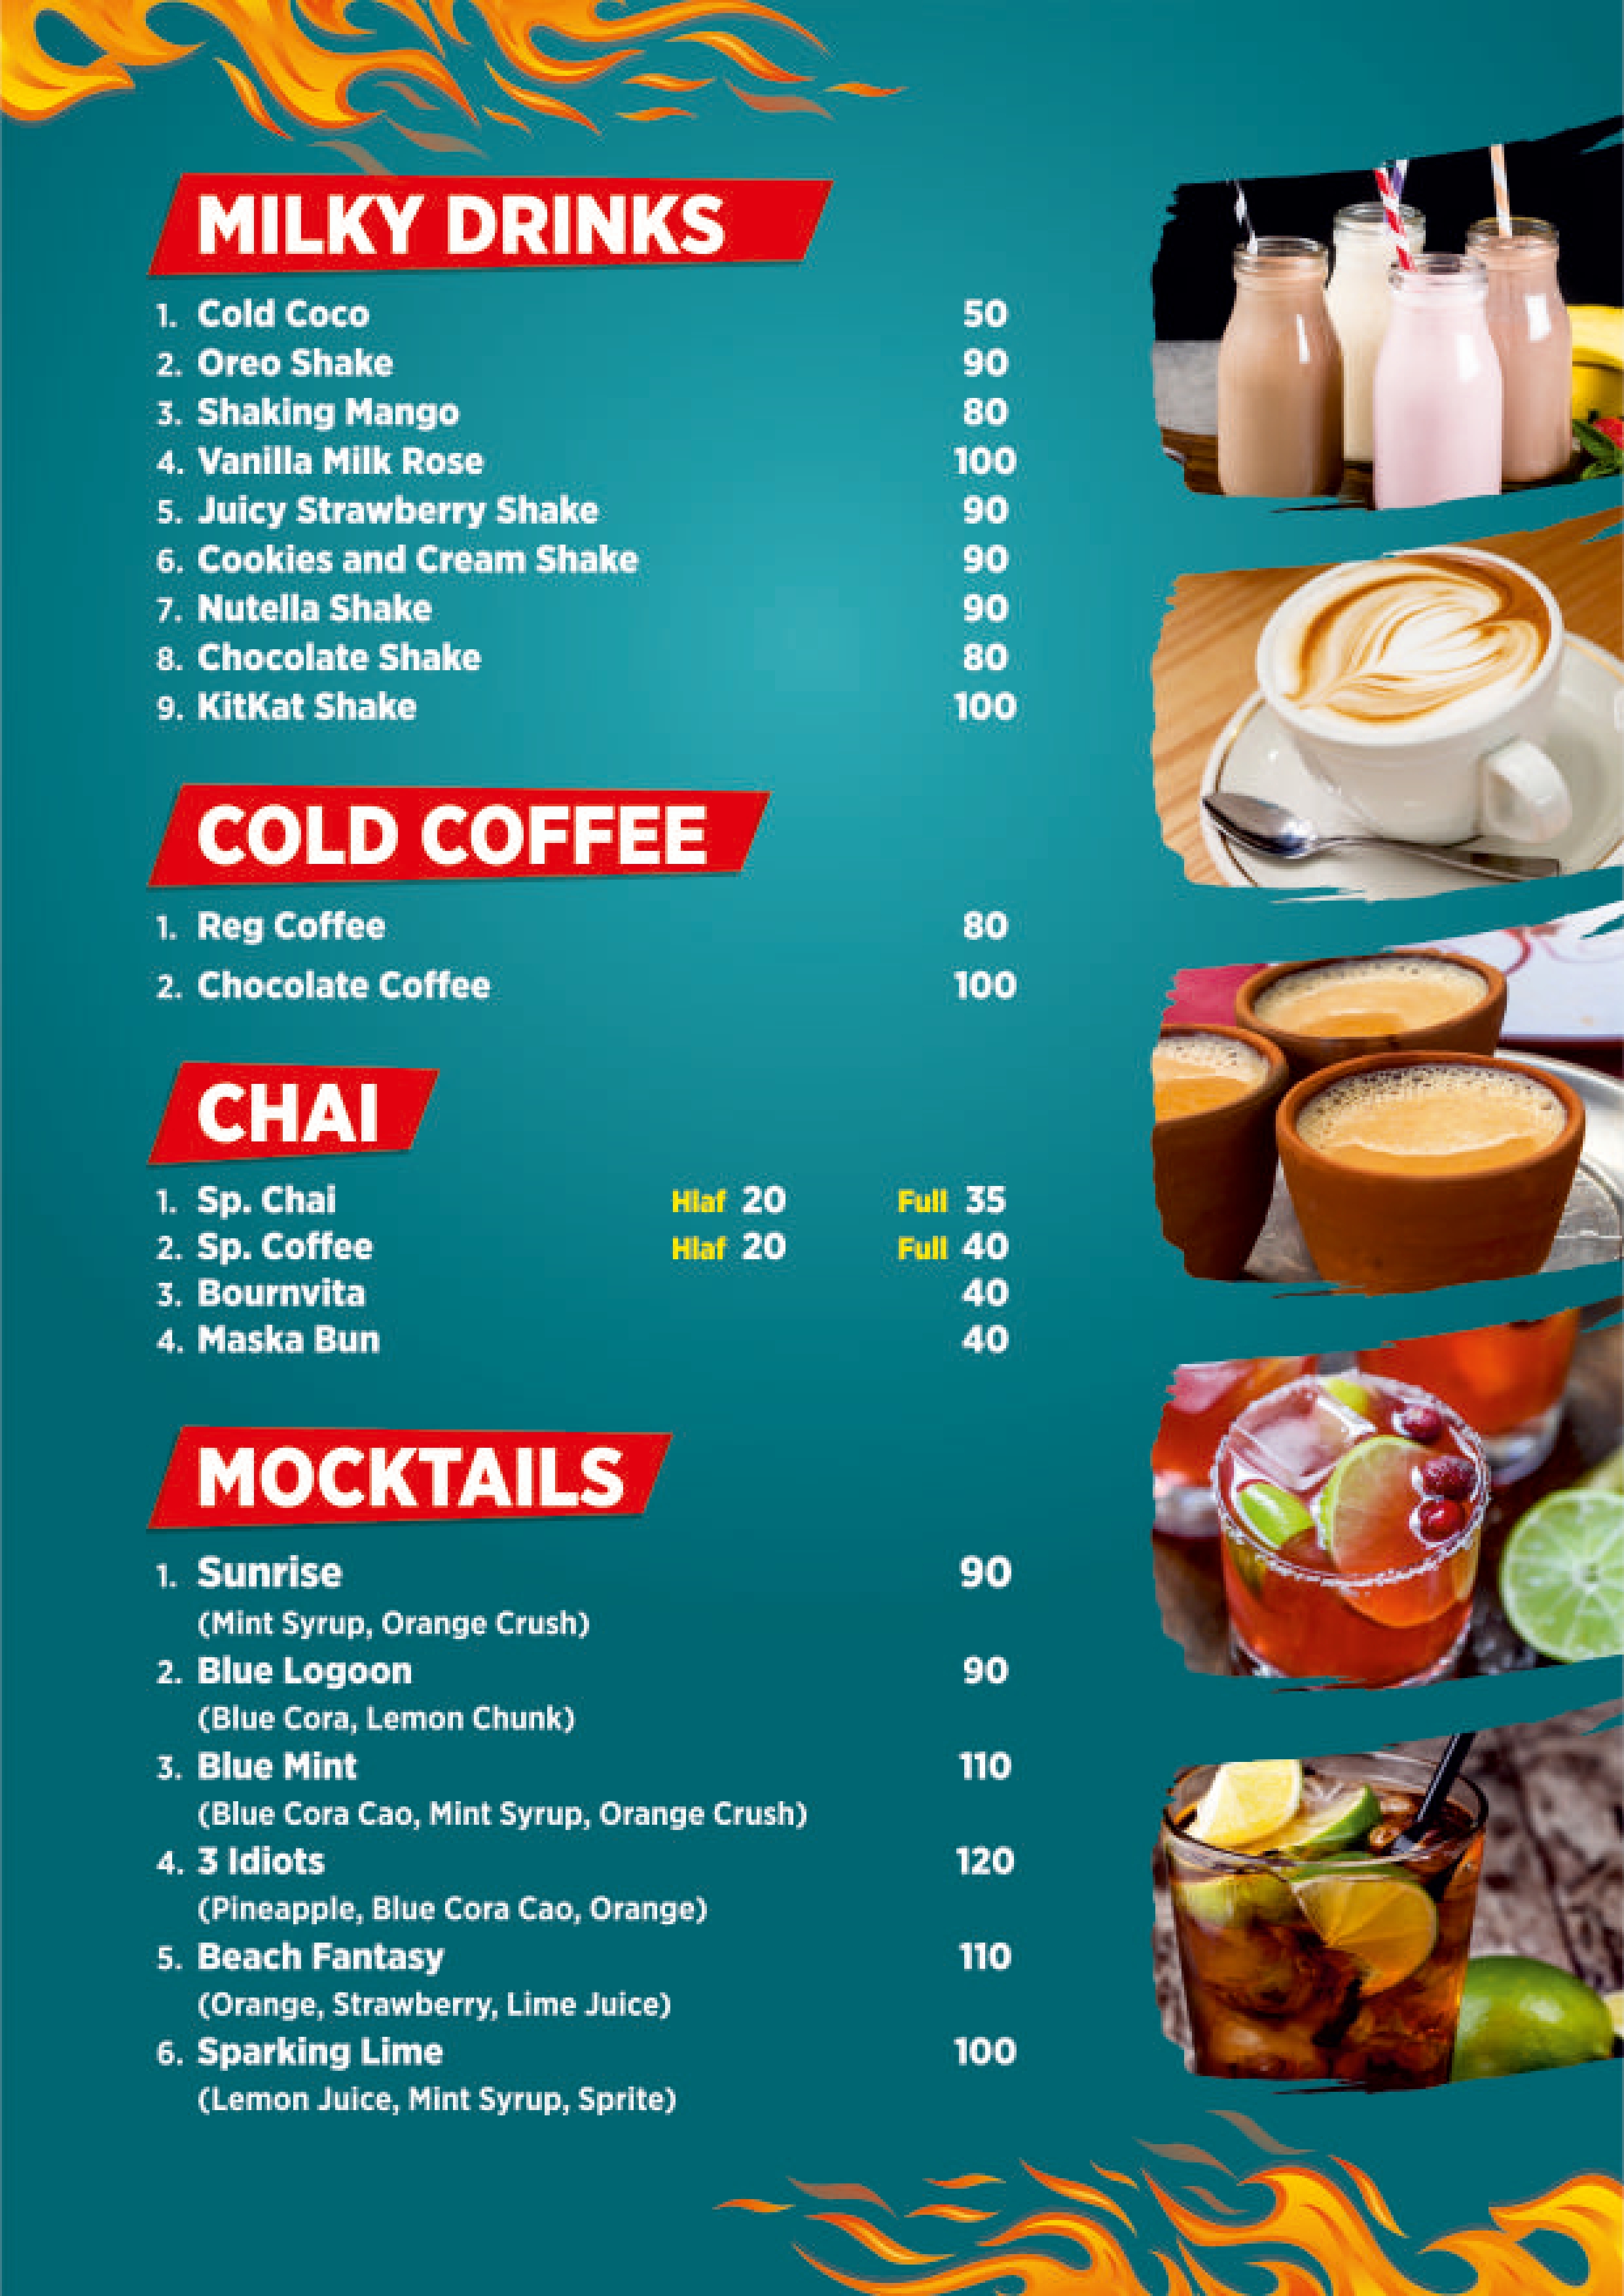 MILKY DRINKS
1. Cold Coco 50
2. Oreo Shake 90
3. Shaking Mango 80
4. Vanilla Milk Rose 100
5. Juicy Strawberry Shake 90
6. Cookies and Cream Shake 90
7. Nutella Shake 90
8. Chocolate Shake 80
9. KitKat Shake 100
COLD COFFEE
1. Reg Coffee 80
2. Chocolate Coffee 100
CHAI
1. Sp. Chai Hlaf 20 Full 35
2. Sp. Coffee Hlaf 20 Full 40
3. Bournvita 40
4. Maska Bun 40
MOCKTAILS
1. Sunrise 90
(Mint Syrup, Orange Crush)
2. Blue Logoon 90
(Blue Cora, Lemon Chunk)
3. Blue Mint 110
(Blue Cora Cao, Mint Syrup, Orange Crush)
4. 3 Idiots 120
(Pineapple, Blue Cora Cao, Orange)
5. Beach Fantasy 110
(Orange, Strawberry, Lime Juice)
6. Sparking Lime 100
(Lemon Juice, Mint Syrup, Sprite)